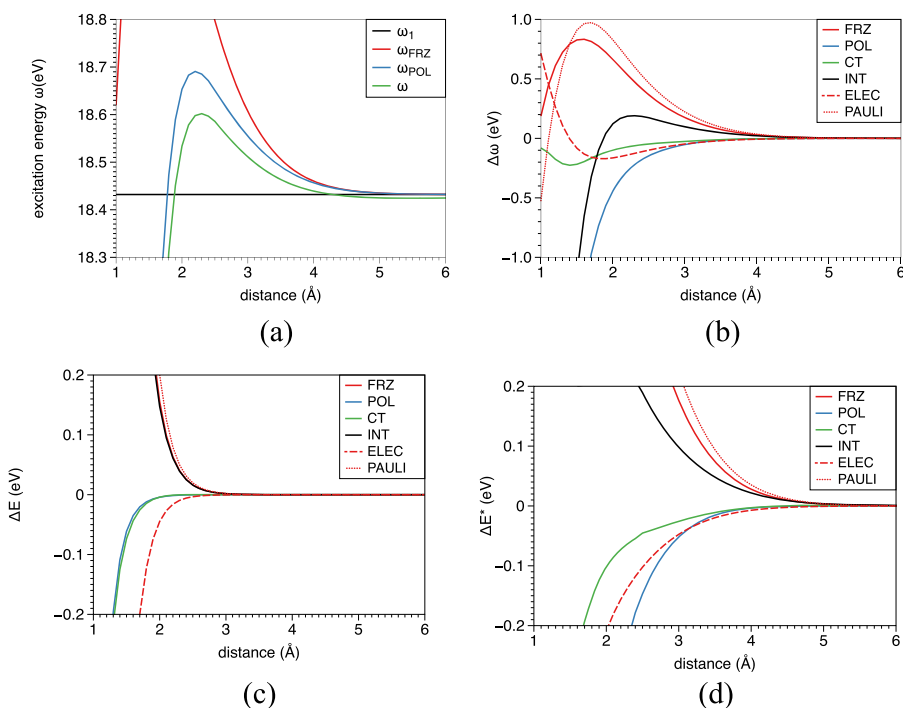 18.8
18.7
18.6
18.5
18.4
18.3
excitation energy ω(eV)
1 2 3 4 5 6
distance (Å)
ω1
ωFRZ
ωPOL
ω
(a)
1.0
0.5
0
−0.5
−1.0
Δω (eV)
1 2 3 4 5 6
distance (Å)
FRZ
POL
CT
INT
ELEC
PAULI
(b)
0.2
0.1
0
−0.1
−0.2
ΔE (eV)
1 2 3 4 5 6
distance (Å)
FRZ
POL
CT
INT
ELEC
PAULI
(c)
0.2
0.1
0
−0.1
−0.2
ΔE* (eV)
1 2 3 4 5 6
distance (Å)
FRZ
POL
CT
INT
ELEC
PAULI
(d)